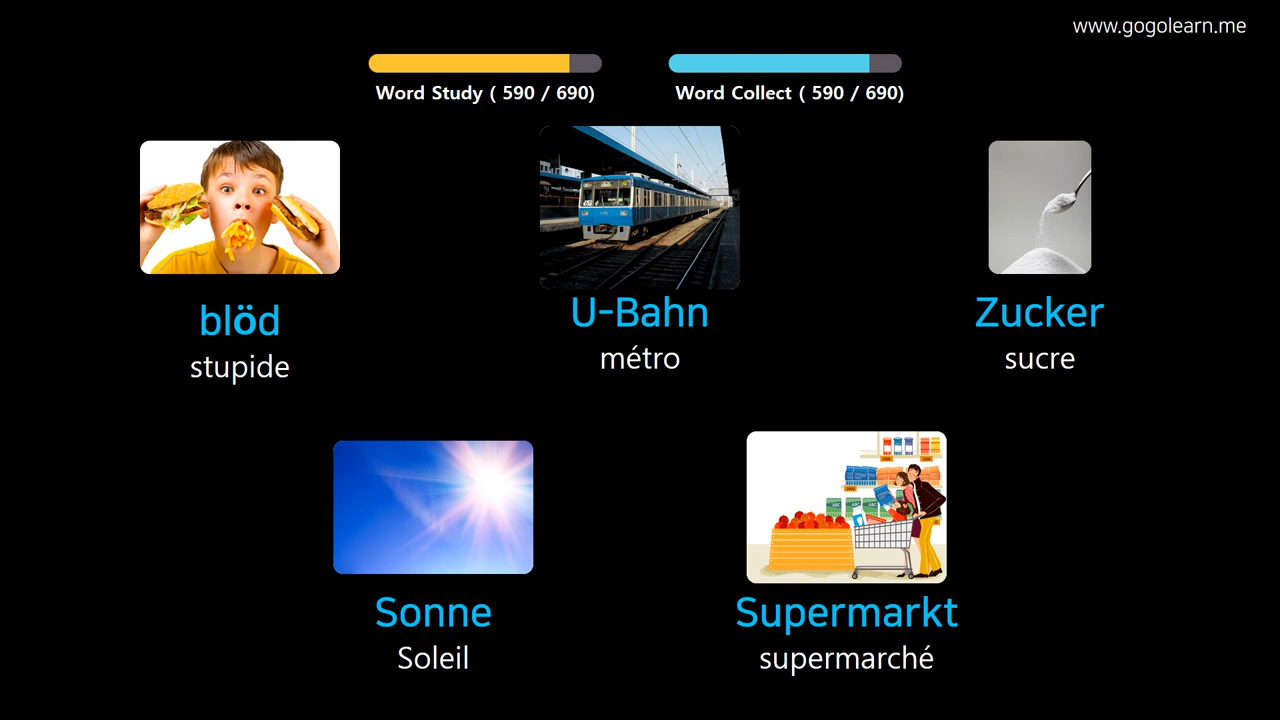 www.gogolearn.me
Word Study ( 590 / 690)
Word Collect ( 590 / 690)
blöd
stupide
U-Bahn
métro
Zucker
sucre
Sonne
Soleil
Supermarkt
supermarché